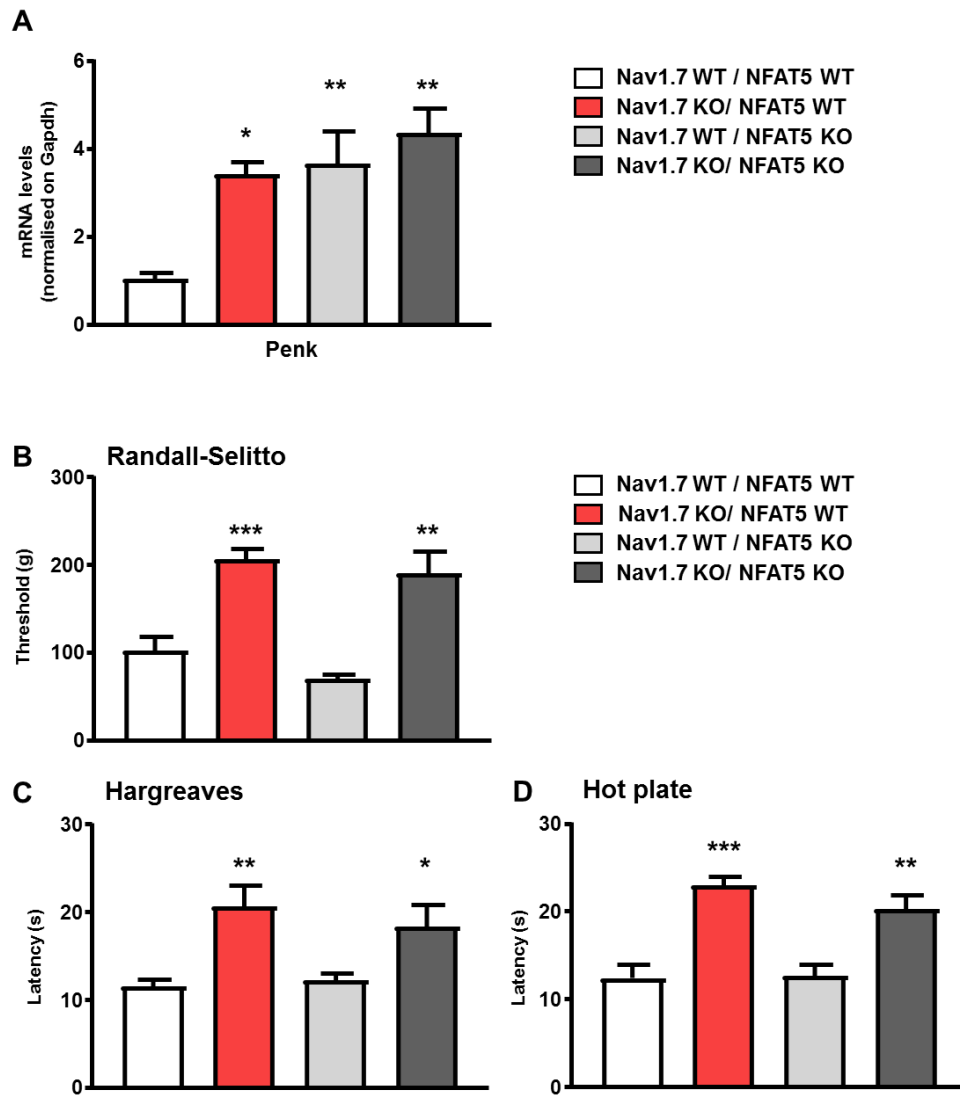 A
6
4
2
0
mRNA levels
(normalised on Gapdh)
*
**
**
Penk
Nav1.7 WT / NFAT5 WT
Nav1.7 KO/ NFAT5 WT
Nav1.7 WT / NFAT5 KO
Nav1.7 KO/ NFAT5 KO
B Randall-Selitto
300
200
100
0
Threshold (g)
***
**
Nav1.7 WT / NFAT5 WT
Nav1.7 KO/ NFAT5 WT
Nav1.7 WT / NFAT5 KO
Nav1.7 KO/ NFAT5 KO
C Hargreaves
30
20
10
0
Latency (s)
**
*
D Hot plate
30
20
10
0
Latency (s)
***
**